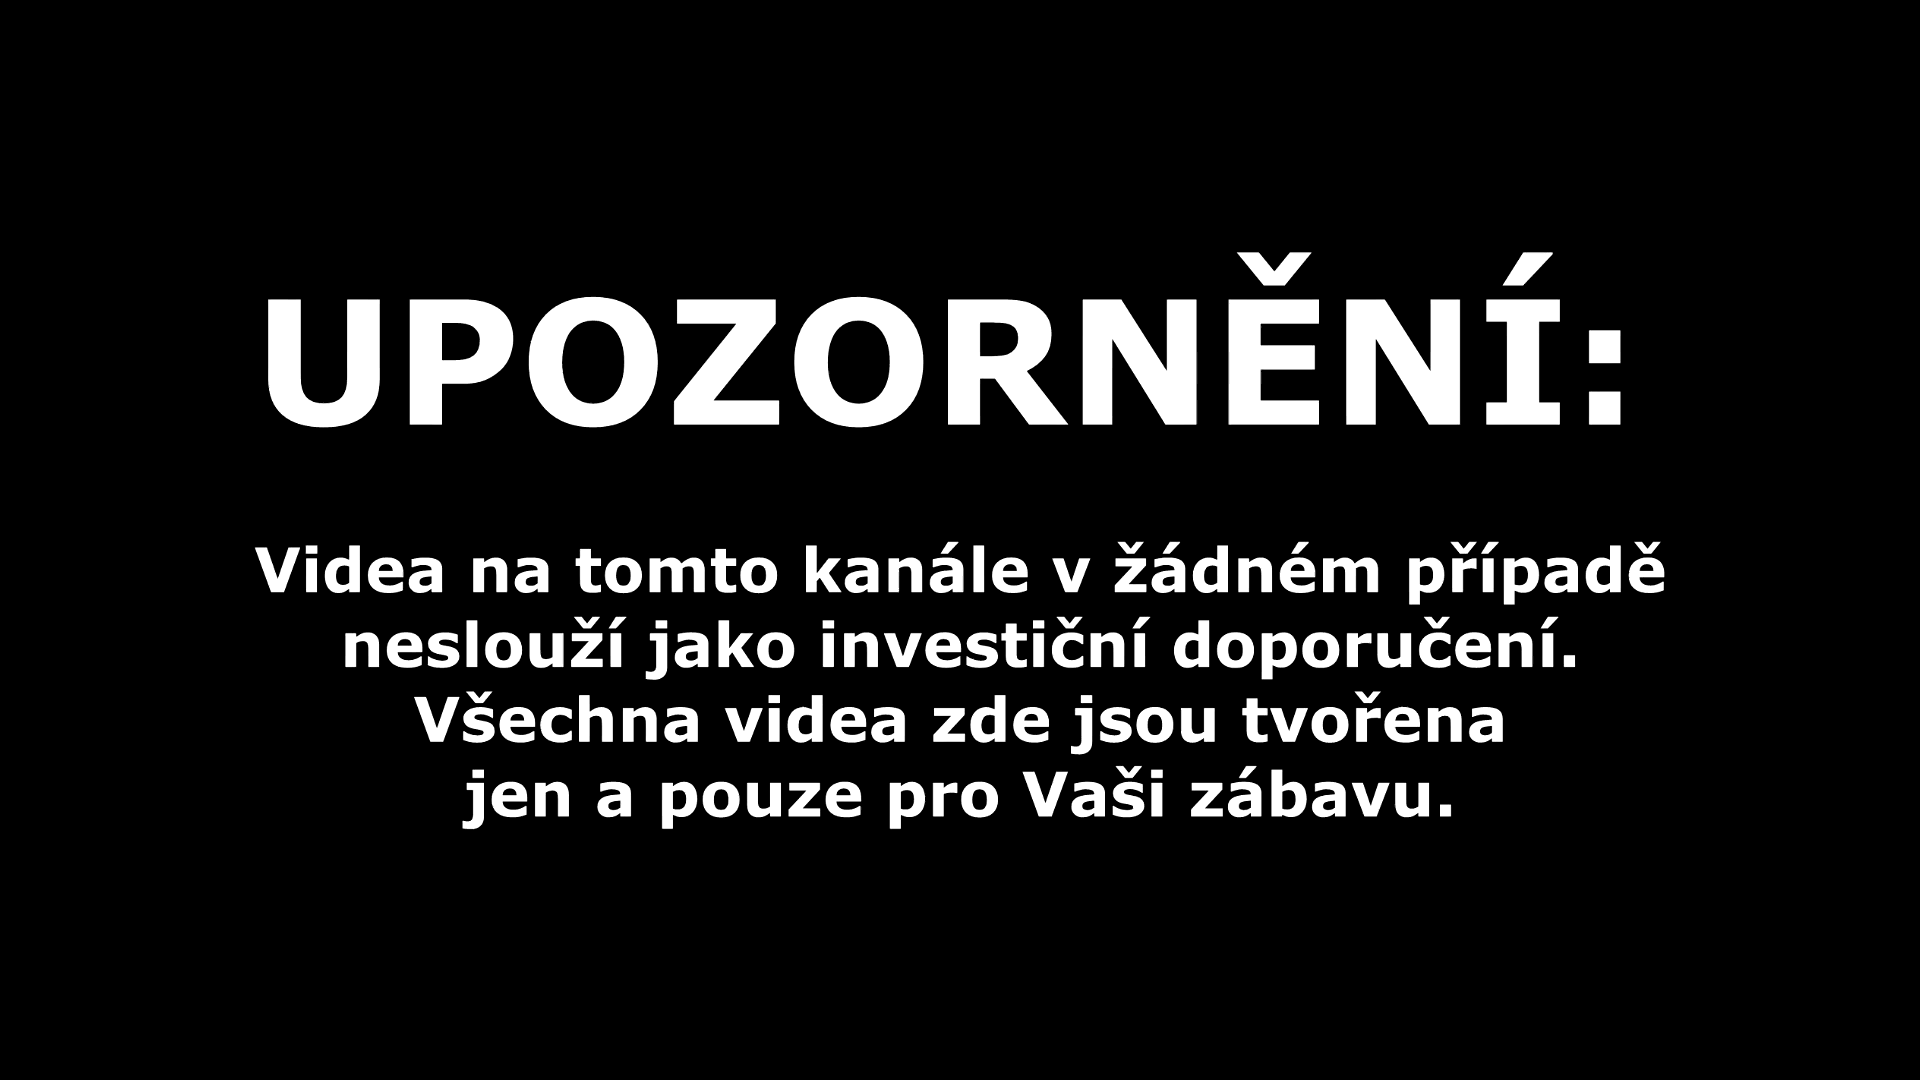 UPOZORNĚNÍ:
Videa na tomto kanále v žádném případě
neslouží jako investiční doporučení.
Všechna videa zde jsou tvořena
jen a pouze pro Vaši zábavu.